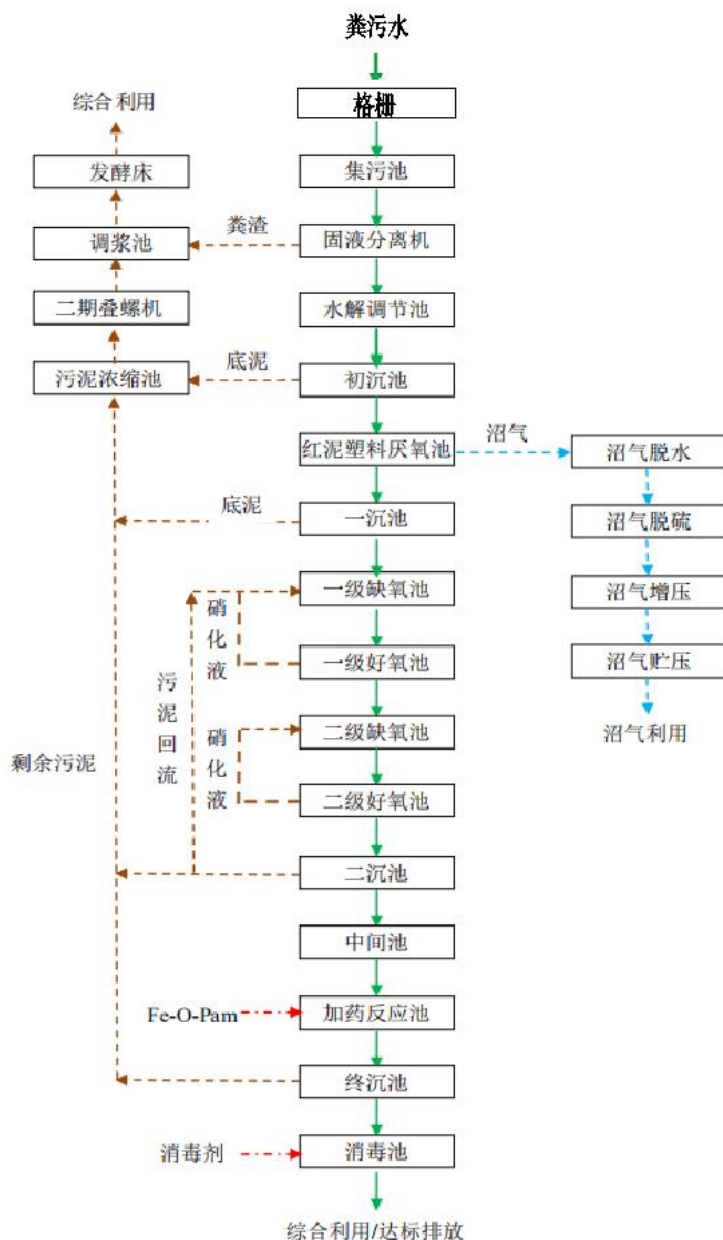 粪污水
格栅
综合利用
发酵床
集污池
粪渣
调浆池
固液分离机
二期叠螺机
水解调节池
底泥
污泥浓缩池
初沉池
沼气
红泥塑料厌氧池
沼气脱水
底泥
一沉池
沼气脱硫
一级缺氧池
沼气增压
硝化液
一级好氧池
沼气贮压
污泥回流
二级缺氧池
沼气利用
硝化液
剩余污泥
二级好氧池
二沉池
中间池
Fe-O-Pam
加药反应池
终沉池
消毒剂
消毒池
综合利用/达标排放